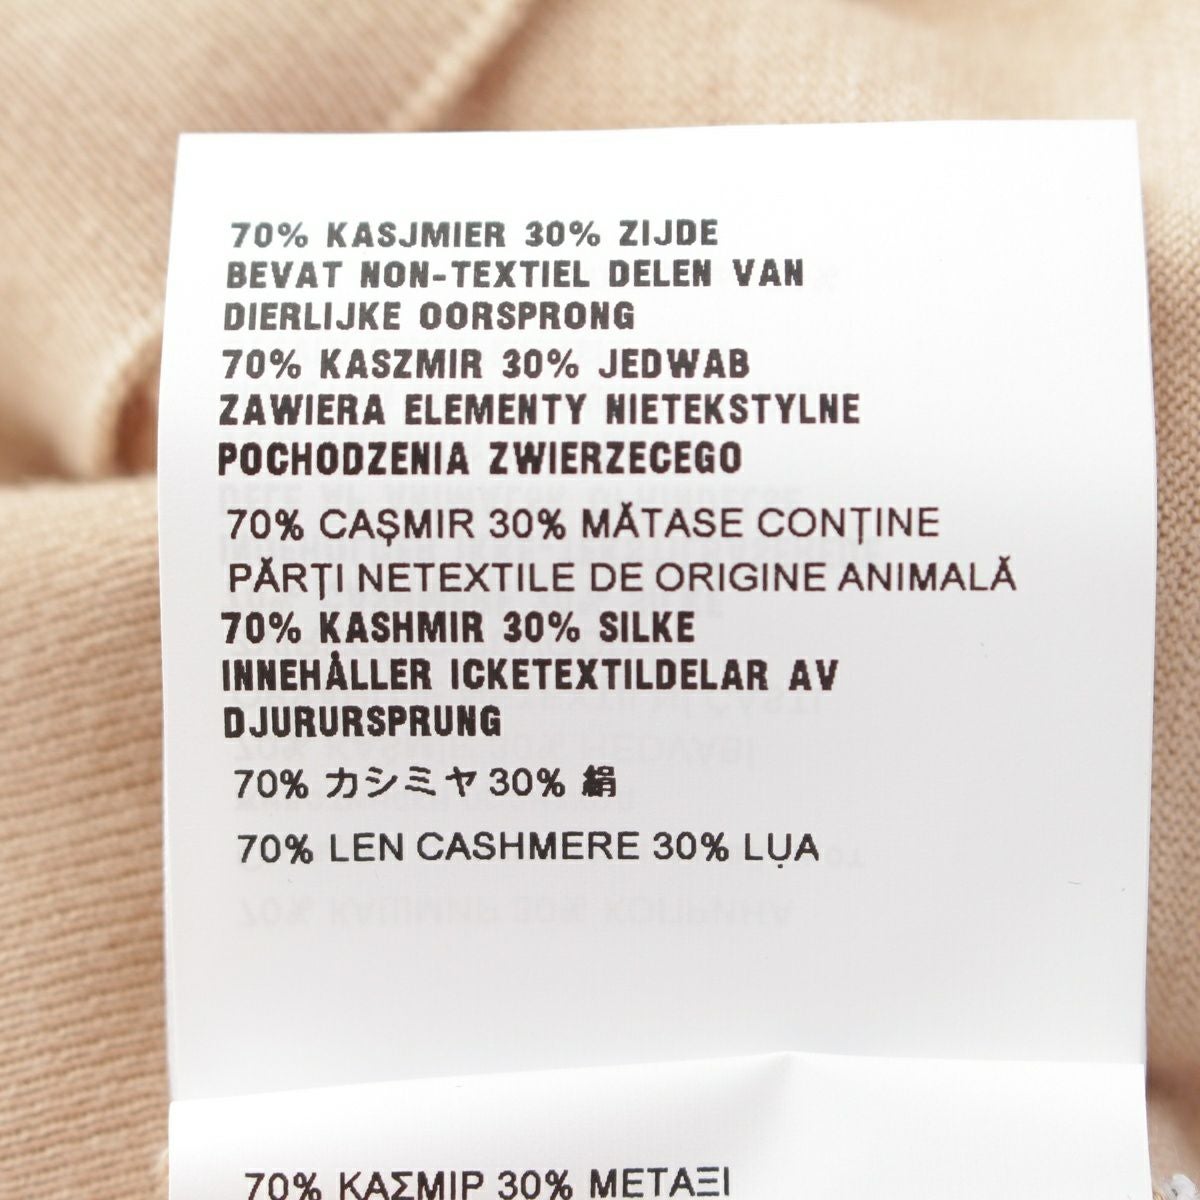 70% KASJMIER 30% ZIJDE
BEVAT NON-TEXTIEL DELEN VAN
DIERLIJKE OORSPRONG
70% KASZMIR 30% JEDWAB
ZAWIERA ELEMENTY NIETEKSTYLNE
POCHODZENIA ZWIERZECEGO
70% CAȘMIR 30% MĂTASE CONȚINE
PĂRȚI NETEXTILE DE ORIGINE ANIMALĂ
70% KASHMIR 30% SILKE
INNEHÅLLER ICKETEXTILDELAR AV
DJURURSPRUNG
70% カシミヤ 30% 絹
70% LEN CASHMERE 30% LỤA
70% ΚΑΣΜΙΡ 30% ΜΕΤΑΞΙ